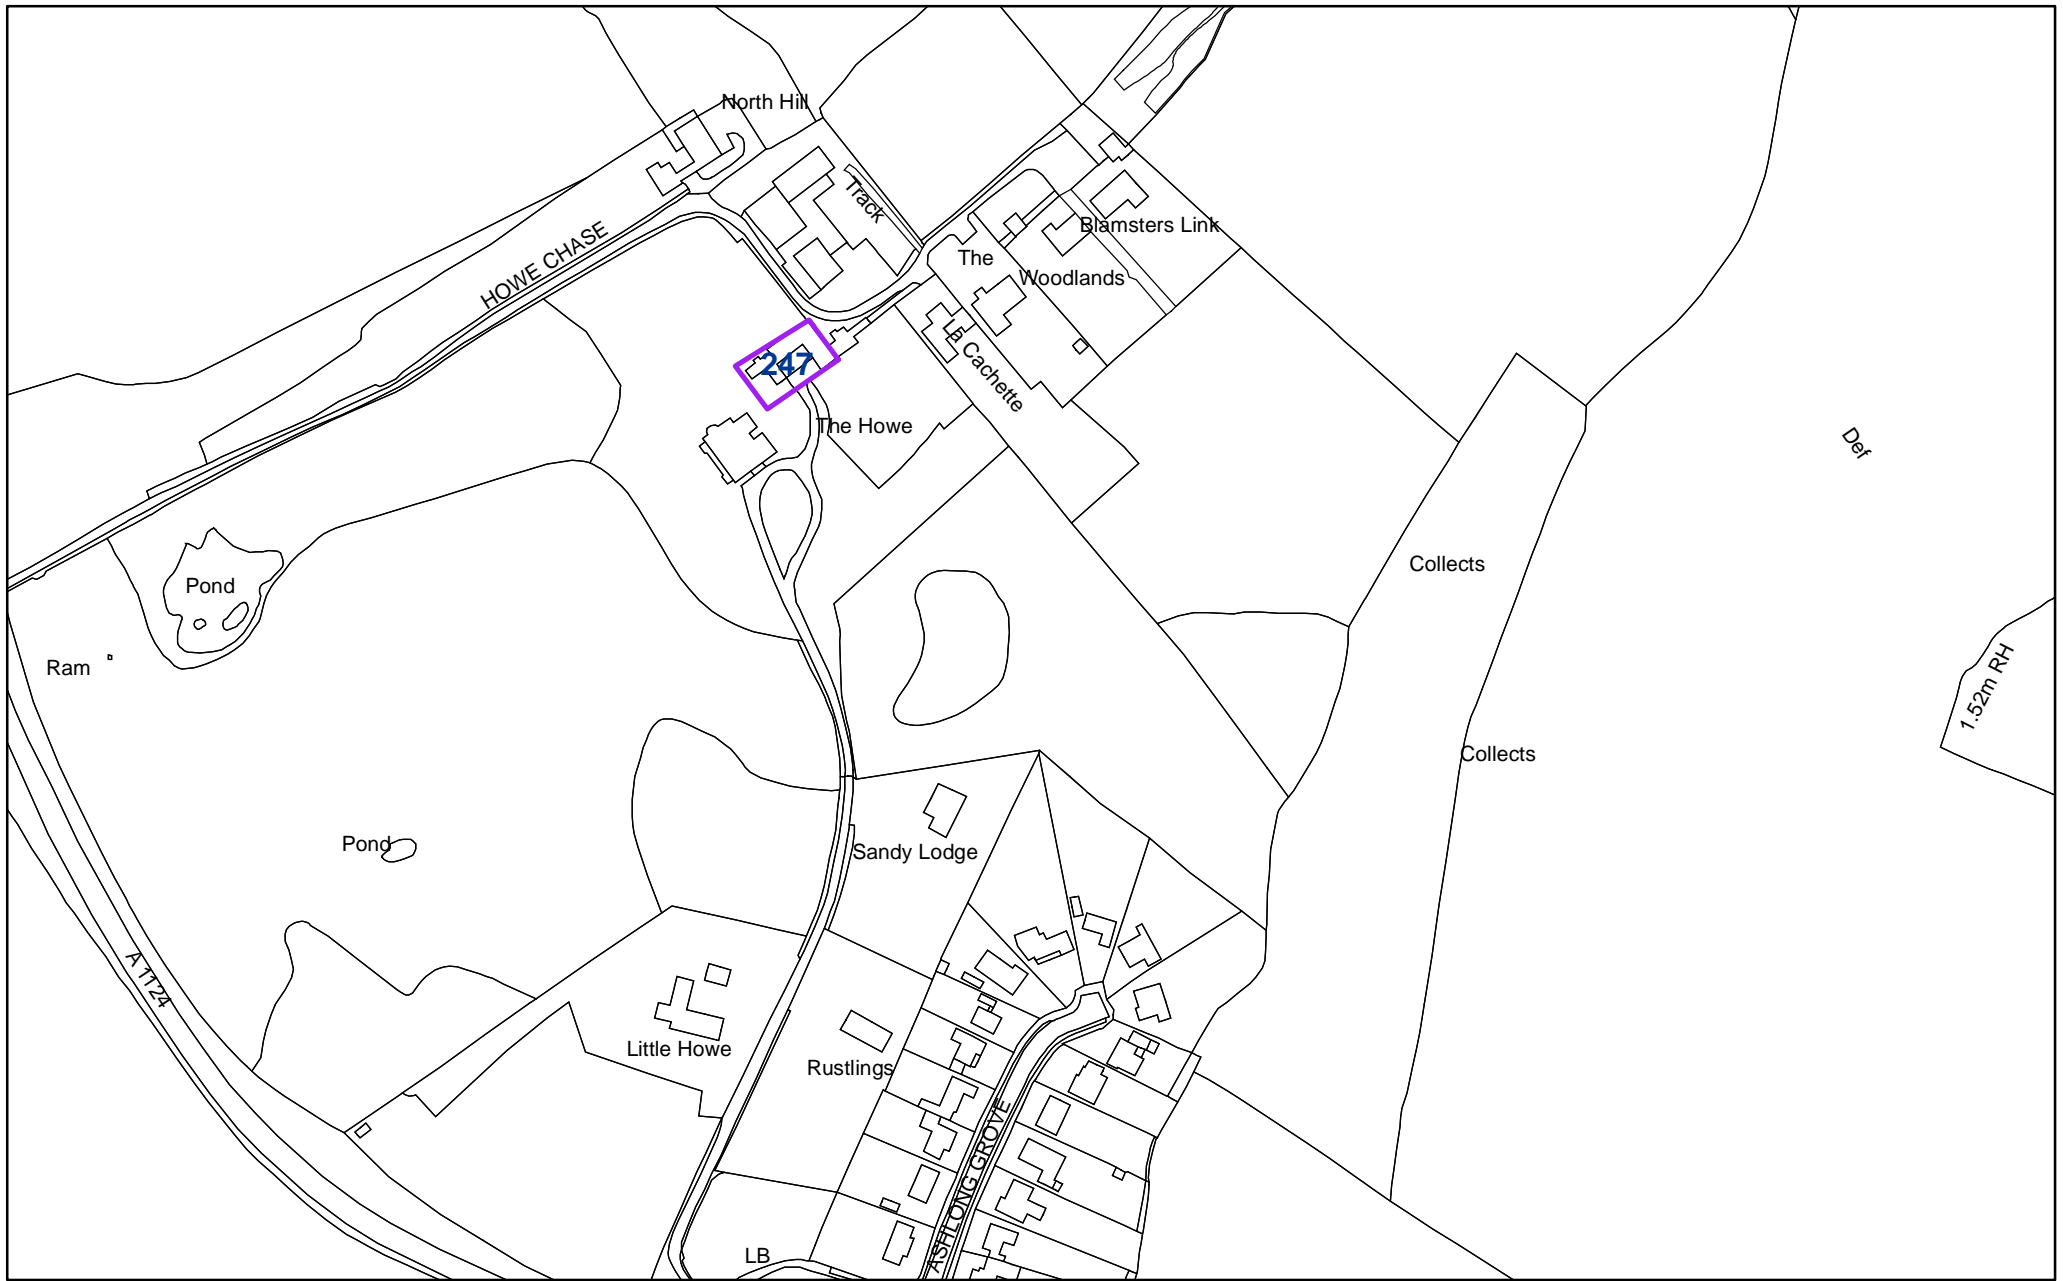 North Hill
Track
HOWE CHASE
Blamsters Link
The
Woodlands
La Cachette
247
The Howe
Def
Collects
Pond
Ram
1.52m RH
Collects
Pond
Sandy Lodge
A 1124
Little Howe
Rustlings
ASHLONG GROVE
LB